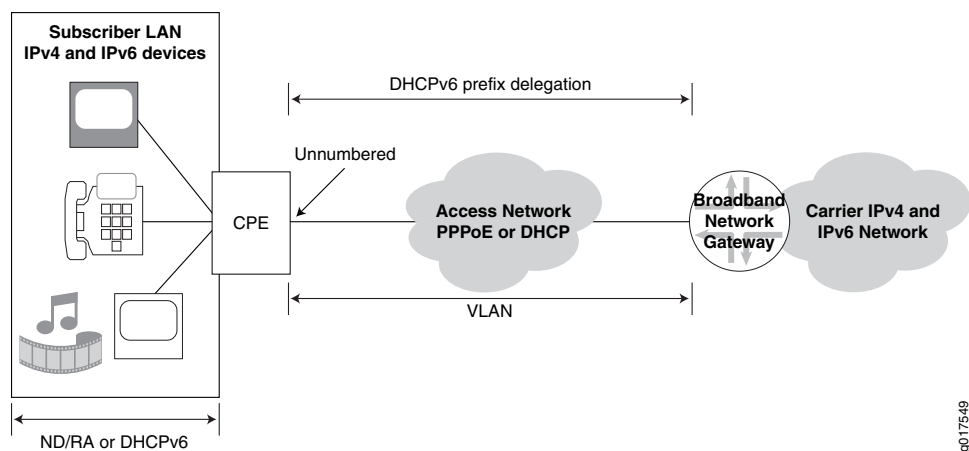 Subscriber LAN
IPv4 and IPv6 devices
DHCPv6 prefix delegation
Unnumbered
CPE
Access Network
PPPoE or DHCP
Broadband
Network
Gateway
Carrier IPv4 and
IPv6 Network
VLAN
ND/RA or DHCPv6
g017549